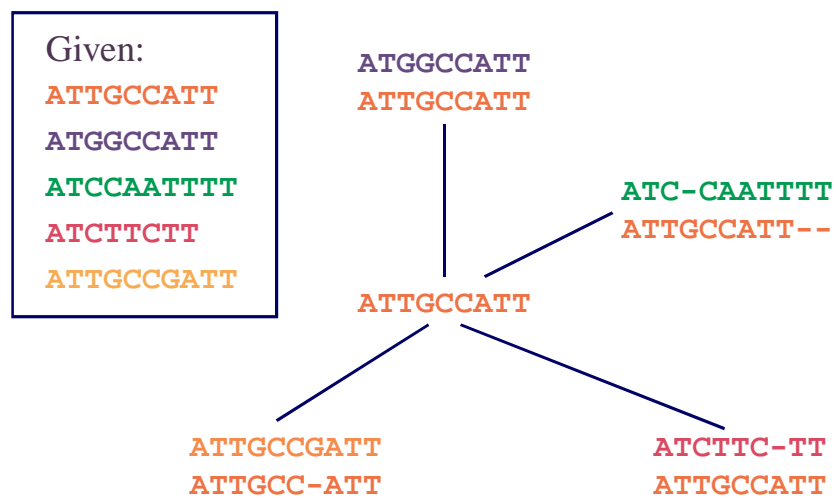 Given:
ATTGCCATT
ATGGCCATT
ATCCAATTTT
ATCTTCTT
ATTGCCGATT
ATGGCCATT
ATTGCCATT
ATC-CAATTTT
ATTGCCATT--
ATTGCCATT
ATTGCCGATT
ATTGCC-ATT
ATCTTC-TT
ATTGCCATT